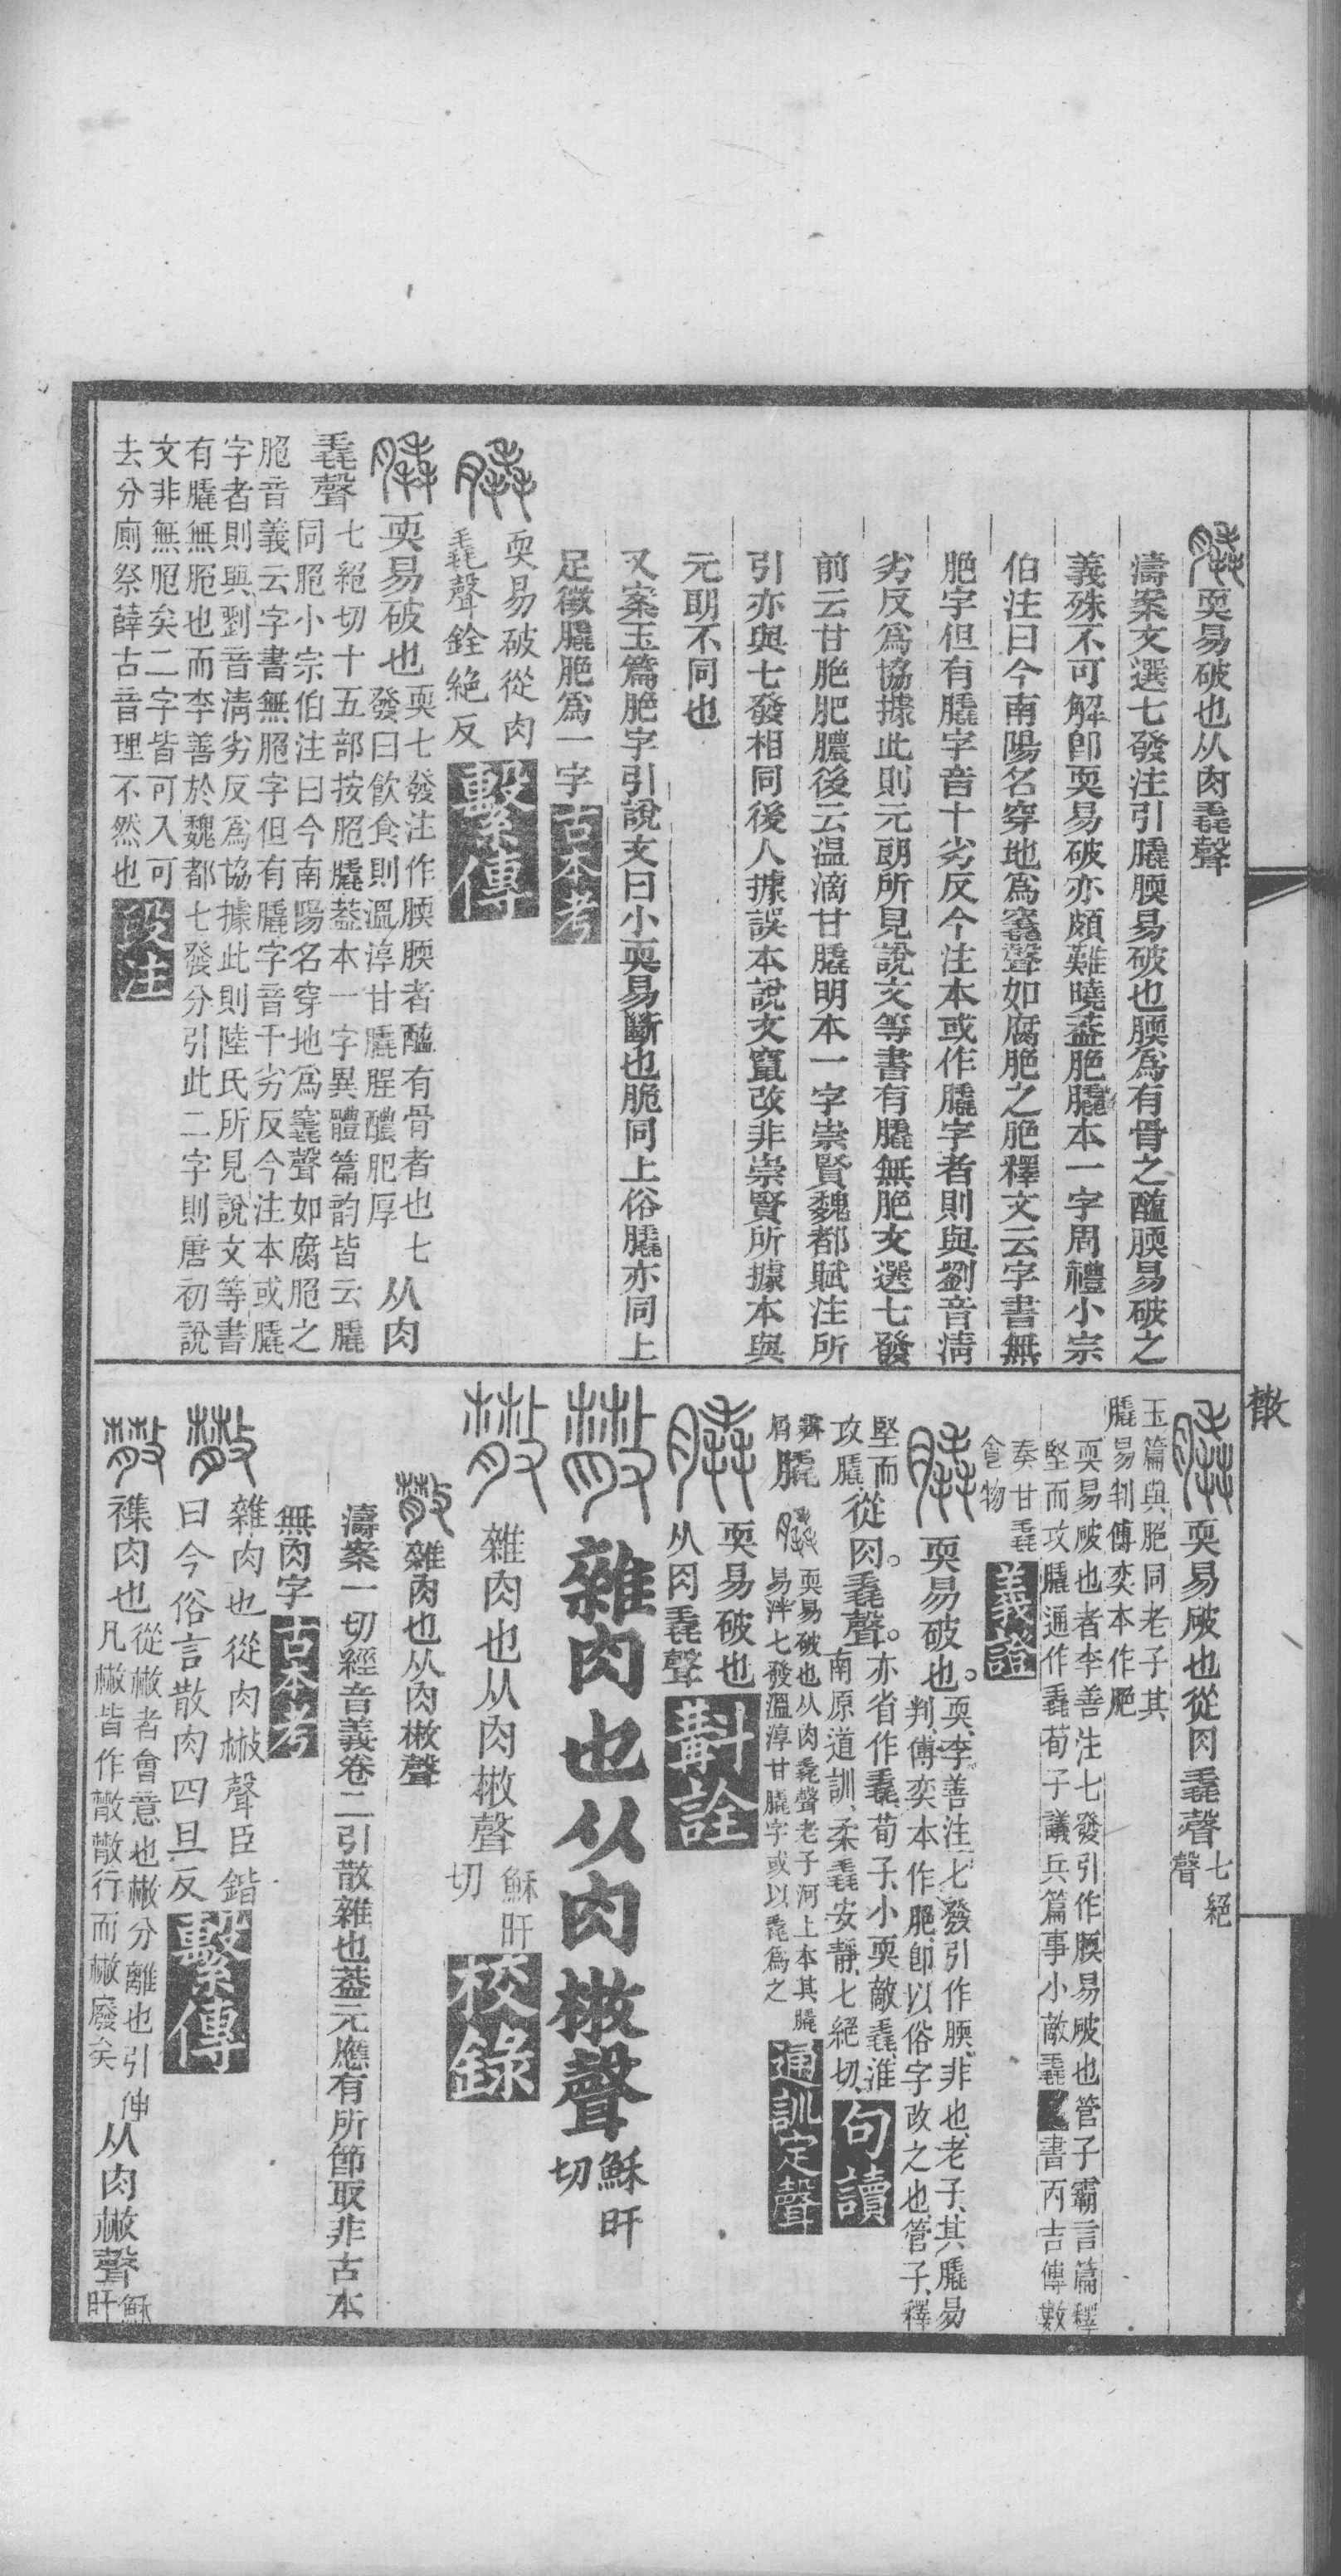 耎易破也从肉毳聲
濤案文選七發注引膬腝易破也腝爲有骨之醢腝易破之
義殊不可解卽耎易破亦頗難曉葢脃膬本一字周禮小宗
伯注曰今南陽名穿地爲竁聲如腐脃之脃釋文云字書無
脃字但有膬字音十劣反今注本或作膬字者則與劉音淸
劣反爲協據此則元朗所見說文等書有膬無脃文選七發
前云甘脃肥膿後云温滴甘膬明本一字崇賢魏都賦注所
引亦與七發相同後人據誤本說文竄改非崇賢所據本與
元朗不同也
又案玉篇脃字引說文曰小耎易斷也脆同上俗膬亦同上
足徵膬脃爲一字古本考
耎易破從肉
毳聲銓絕反繫傳
耎易破也
耎七發注作腝腝者醢有骨者也七
發曰飲食則溫淳甘膬脭醲肥厚
从肉
毳聲
七絕切十五部按脃膬葢本一字異體篇韵皆云膬
同脃小宗伯注曰今南陽名穿地爲竁聲如腐脃之
脃音義云字書無脃字但有膬字音千劣反今注本或膬
字者則與劉音淸劣反爲協據此則陸氏所見說文等書
有膬無脃也而李善於魏都七發分引此二字則唐初說
文非無脃矣二字皆可入可
去分廁祭薛古音理不然也段注
𢿱
耎易破也從肉毳聲
七絕
聲
玉篇與脃同老子其
膬易判傅奕本作脃
耎易破也者李善注七發引作腝易破也管子霸言篇釋
堅而攻膬通作毳荀子議兵篇事小敵毳書丙吉傳數
奏甘毳
食物
義證
耎易破也。
耎、李善注七發引作腝、非也、老子、其膬易
判、傅奕本作脃、卽以俗字改之也、管子、釋
堅而
攻膬
從肉。毳聲。
亦省作毳、荀子、小耎敵毳、淮
南原道訓、柔毳安靜、七絕切、
句讀
膬
耎易破也从肉毳聲老子河上本其膬
易泮七發溫淳甘膬字或以毳爲之
通訓定聲
耎易破也
从肉毳聲斠詮
雜肉也从肉㪔聲
穌旰
切
雜肉也从肉㪔聲
穌旰
切
校錄
雜肉也从肉㪔聲
濤案一切經音義卷二引散雜也葢元應有所節取非古本
無肉字古本考
雜肉也從肉㪔聲臣鍇
曰今俗言散肉四旦反繫傳
襍肉也
從㪔者會意也㪔分離也引伸
凡㪔皆作𢿱𢿱行而㪔廢矣
从肉㪔聲
穌
旰